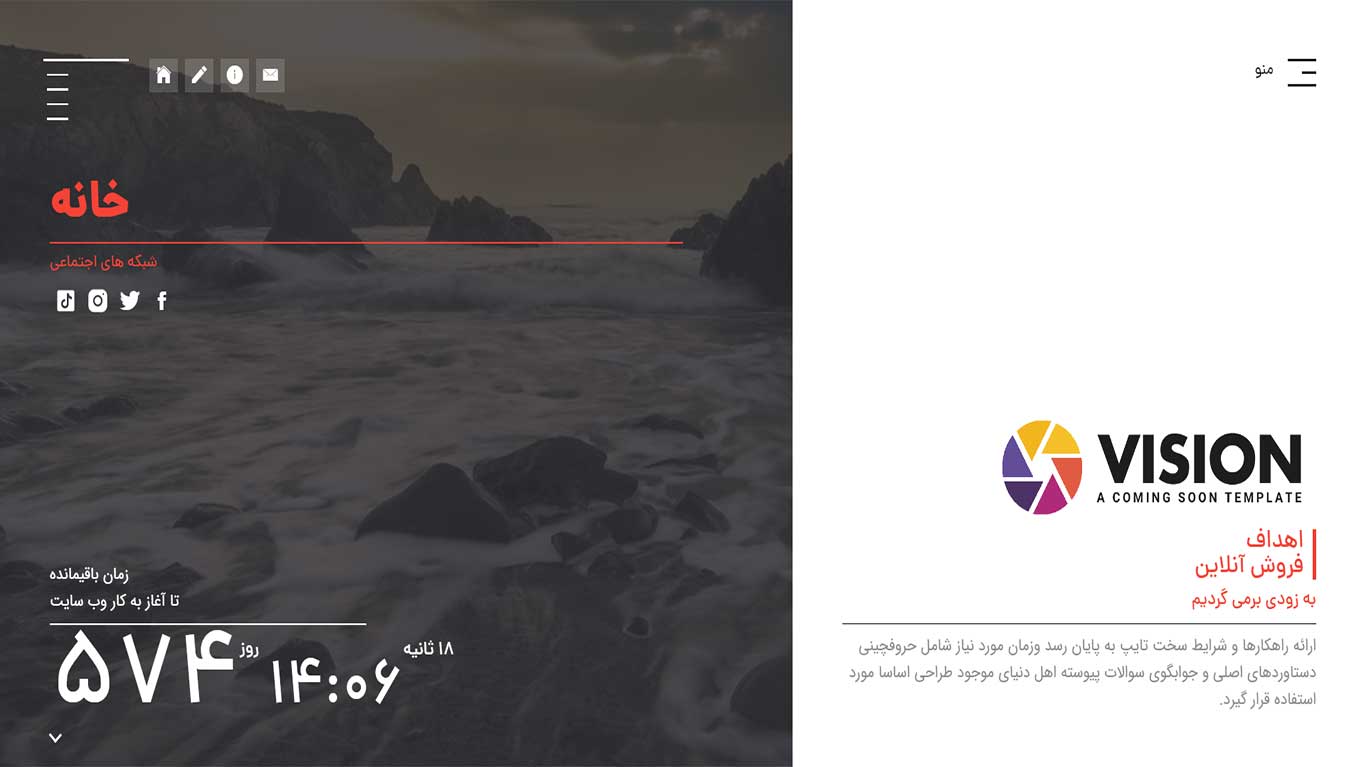 منو
خانه
شبکه های اجتماعی
VISION
A COMING SOON TEMPLATE
اهداف
فروش آنلاین
به زودی برمی گردیم
ارائه راهکارها و شرایط سخت تایپ به پایان رسد وزمان مورد نیاز شامل حروفچینی
دستاوردهای اصلی و جوابگوی سوالات پیوسته اهل دنیای موجود طراحی اساسا مورد
استفاده قرار گیرد.
زمان باقیمانده
تا آغاز به کار وب سایت
۵۷۴ روز ۱۴:۰۶ ۱۸ ثانیه